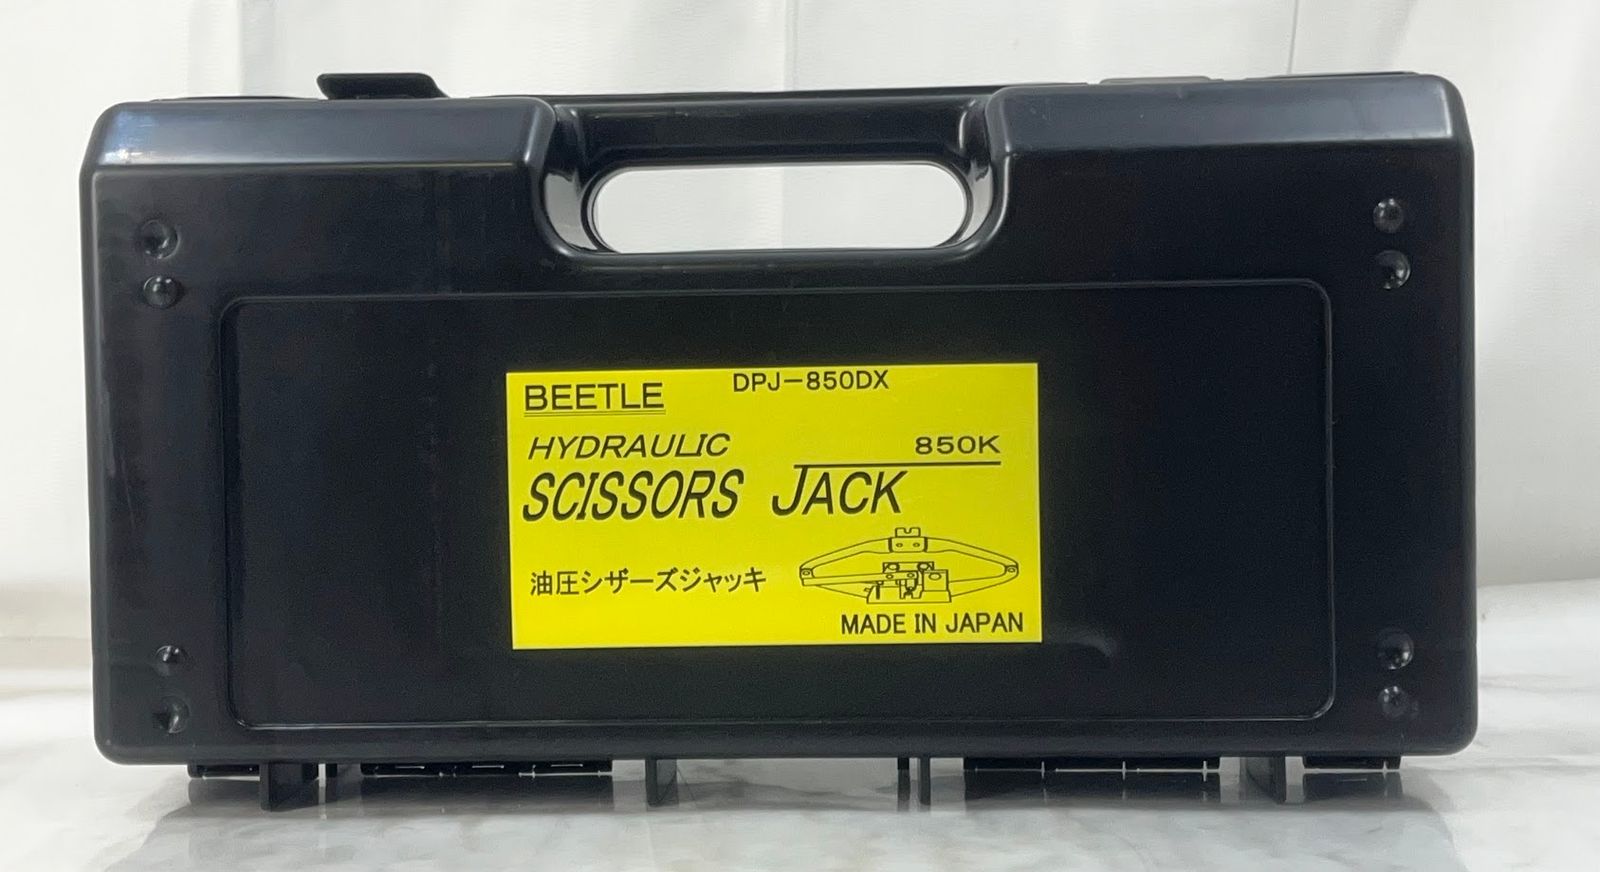 BEETLE DPJ-850DX
HYDRAULIC 850K
SCISSORS JACK
油圧シザーズジャッキ
MADE IN JAPAN